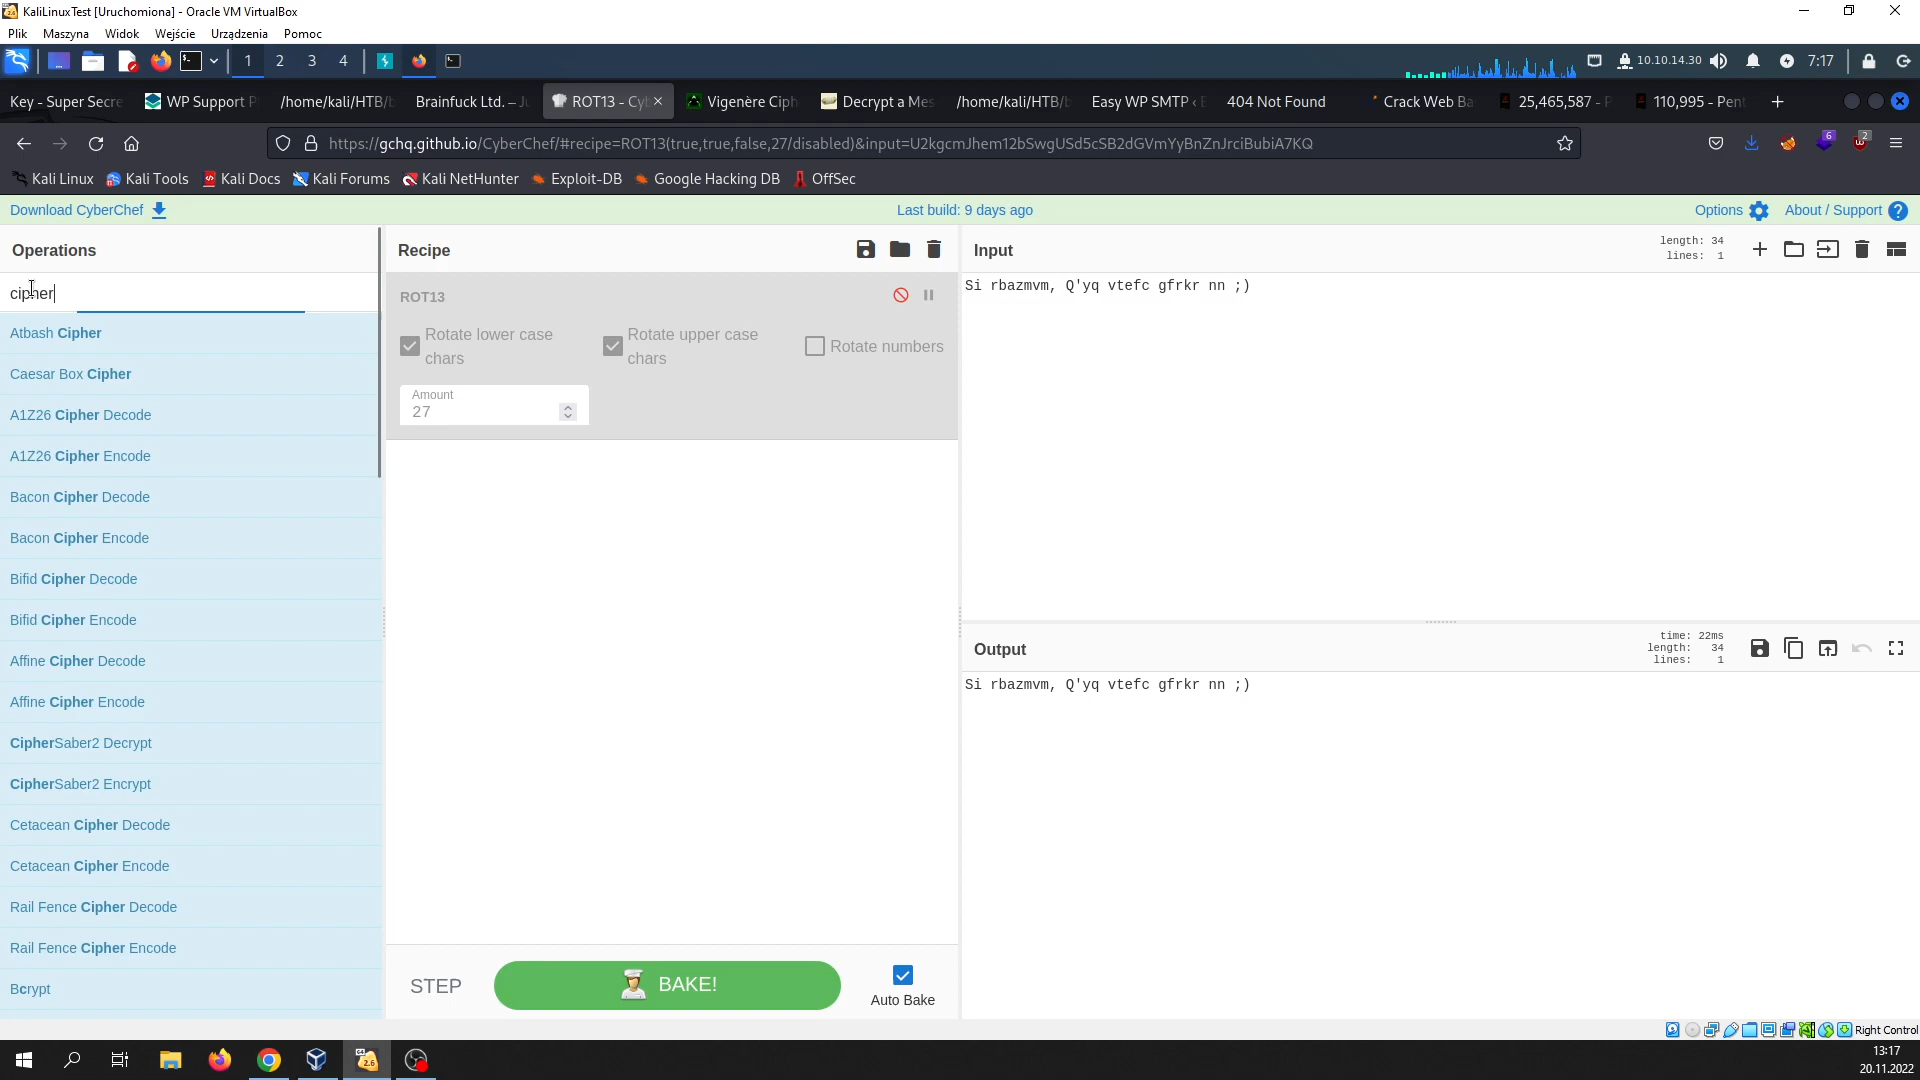 KaliLinuxTest [Uruchomiona] - Oracle VM VirtualBox
Plik Maszyna Widok Wejście Urządzenia Pomoc
1 2 3 4 10.10.14.30 7:17
Key - Super Secre WP Support P /home/kali/HTB/b Brainfuck Ltd. – Ju ROT13 - Cy Vigenère Ciph Decrypt a Mes /home/kali/HTB/b Easy WP SMTP ‹ E 404 Not Found Crack Web Ba 25,465,587 - P 110,995 - Pent
https://gchq.github.io/CyberChef/#recipe=ROT13(true,true,false,27/disabled)&input=U2kgcmJhem12bSwgUSd5cSB2dGVmYyBnZnJrciBubiA7KQ 6 2
Kali Linux Kali Tools Kali Docs Kali Forums Kali NetHunter Exploit-DB Google Hacking DB OffSec
Download CyberChef Last build: 9 days ago Options About / Support
Operations
cipher
Atbash Cipher
Caesar Box Cipher
A1Z26 Cipher Decode
A1Z26 Cipher Encode
Bacon Cipher Decode
Bacon Cipher Encode
Bifid Cipher Decode
Bifid Cipher Encode
Affine Cipher Decode
Affine Cipher Encode
CipherSaber2 Decrypt
CipherSaber2 Encrypt
Cetacean Cipher Decode
Cetacean Cipher Encode
Rail Fence Cipher Decode
Rail Fence Cipher Encode
Bcrypt
Recipe
ROT13
Rotate lower case chars
Rotate upper case chars
Rotate numbers
Amount
27
STEP BAKE! Auto Bake
Input
length: 34
lines: 1
Si rbazmvm, Q'yq vtefc gfrkr nn ;)
Output
time: 22ms
length: 34
lines: 1
Si rbazmvm, Q'yq vtefc gfrkr nn ;)
Right Control
2.6
13:17
20.11.2022